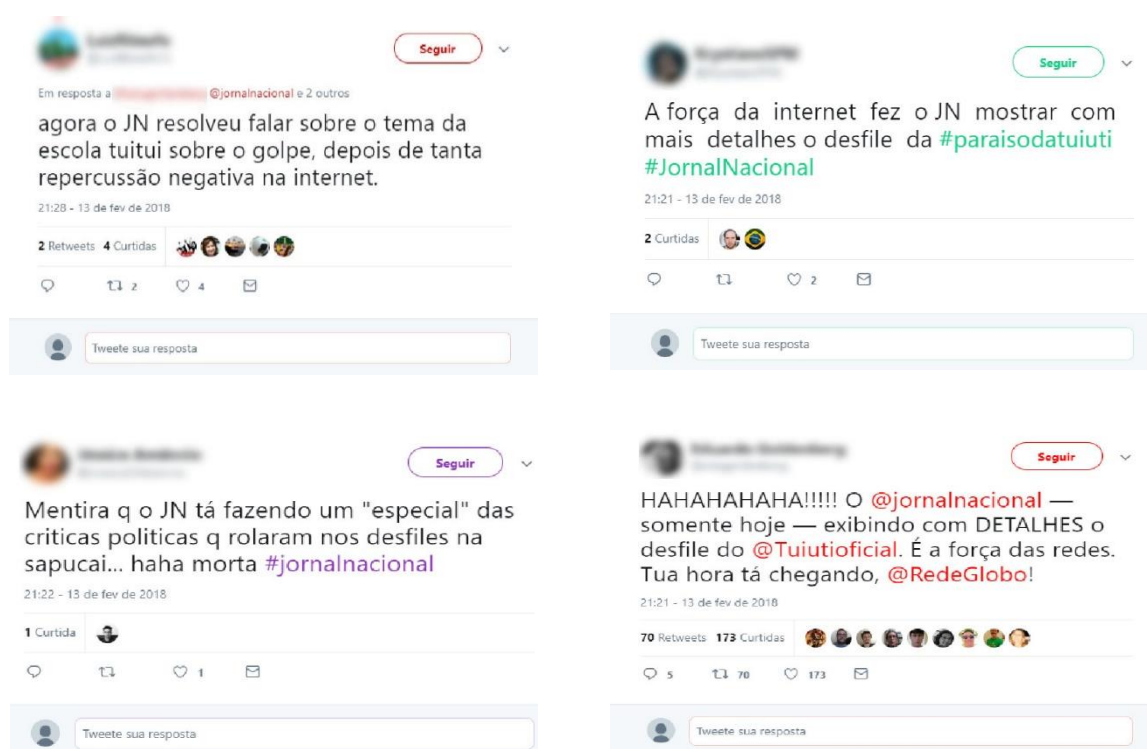 Seguir
Em resposta a @jornalnacional e 2 outros
agora o JN resolveu falar sobre o tema da
escola tuitui sobre o golpe, depois de tanta
repercussão negativa na internet.
21:28 - 13 de fev de 2018
2 Retweets 4 Curtidas
2 4
Tweete sua resposta
Seguir
A força da internet fez o JN mostrar com
mais detalhes o desfile da #paraisodatuiuti
#JornalNacional
21:21 - 13 de fev de 2018
2 Curtidas
2
Tweete sua resposta
Seguir
Mentira q o JN tá fazendo um "especial" das
criticas politicas q rolaram nos desfiles na
sapucai... haha morta #jornalnacional
21:22 - 13 de fev de 2018
1 Curtida
1
Tweete sua resposta
Seguir
HAHAHAHAHA!!!!! O @jornalnacional —
somente hoje — exibindo com DETALHES o
desfile do @Tuiutioficial. É a força das redes.
Tua hora tá chegando, @RedeGlobo!
21:21 - 13 de fev de 2018
70 Retweets 173 Curtidas
5 70 173
Tweete sua resposta